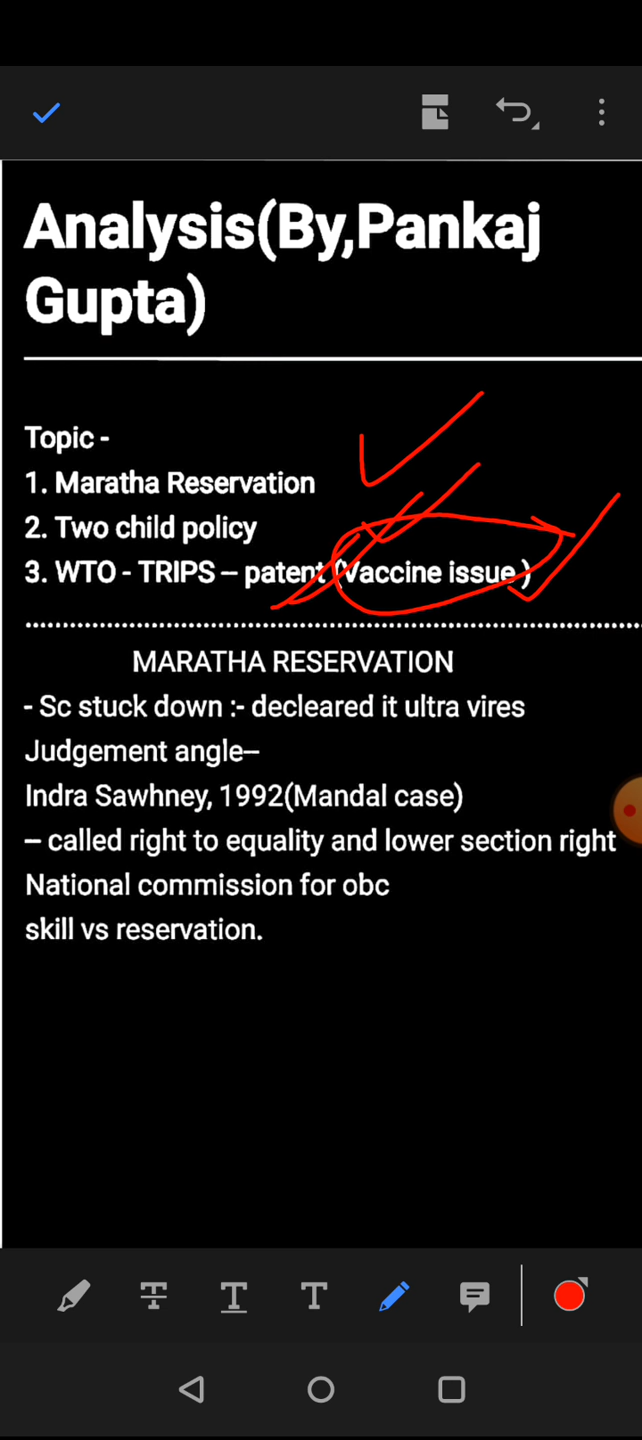 Analysis(By,Pankaj
Gupta)
Topic -
1. Maratha Reservation
2. Two child policy
3. WTO - TRIPS – patent (Vaccine issue )
MARATHA RESERVATION
- Sc stuck down :- decleared it ultra vires
Judgement angle–
Indra Sawhney, 1992(Mandal case)
– called right to equality and lower section right
National commission for obc
skill vs reservation.